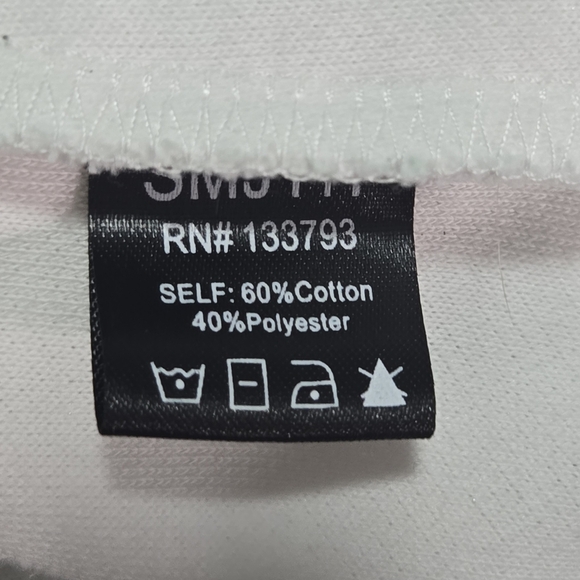 RN# 133793
SELF: 60%Cotton
40%Polyester